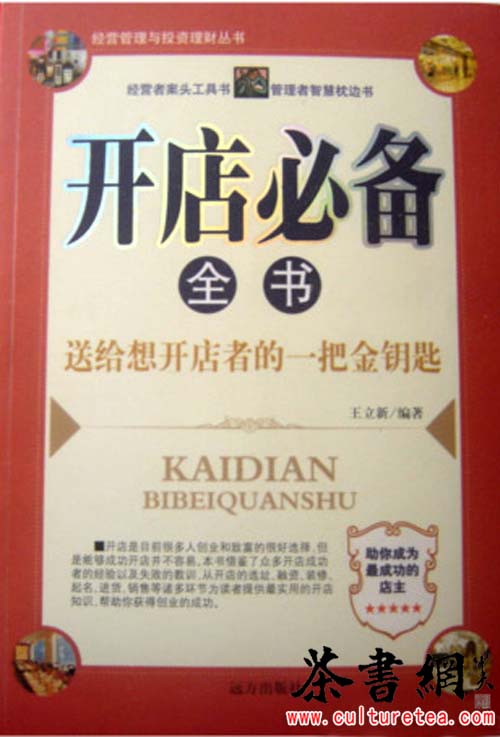 经营管理与投资理财丛书
经营者案头工具书 管理者智慧枕边书
开店必备
全书
送给想开店者的一把金钥匙
王立新/编著
KAIDIAN
BIBEIQUANSHU
■开店是目前很多人创业和致富的很好选择,但
是能够成功开店并不容易,本书借鉴了众多开店成功
者的经验以及失败的教训,从开店的选址、融资、装修、
起名、进货、销售等诸多环节为读者提供最实用的开店
知识,帮助你获得创业的成功。
助你成为
最成功的
店主
★★★★★
远方出版社
茶書網
www.culturetea.com